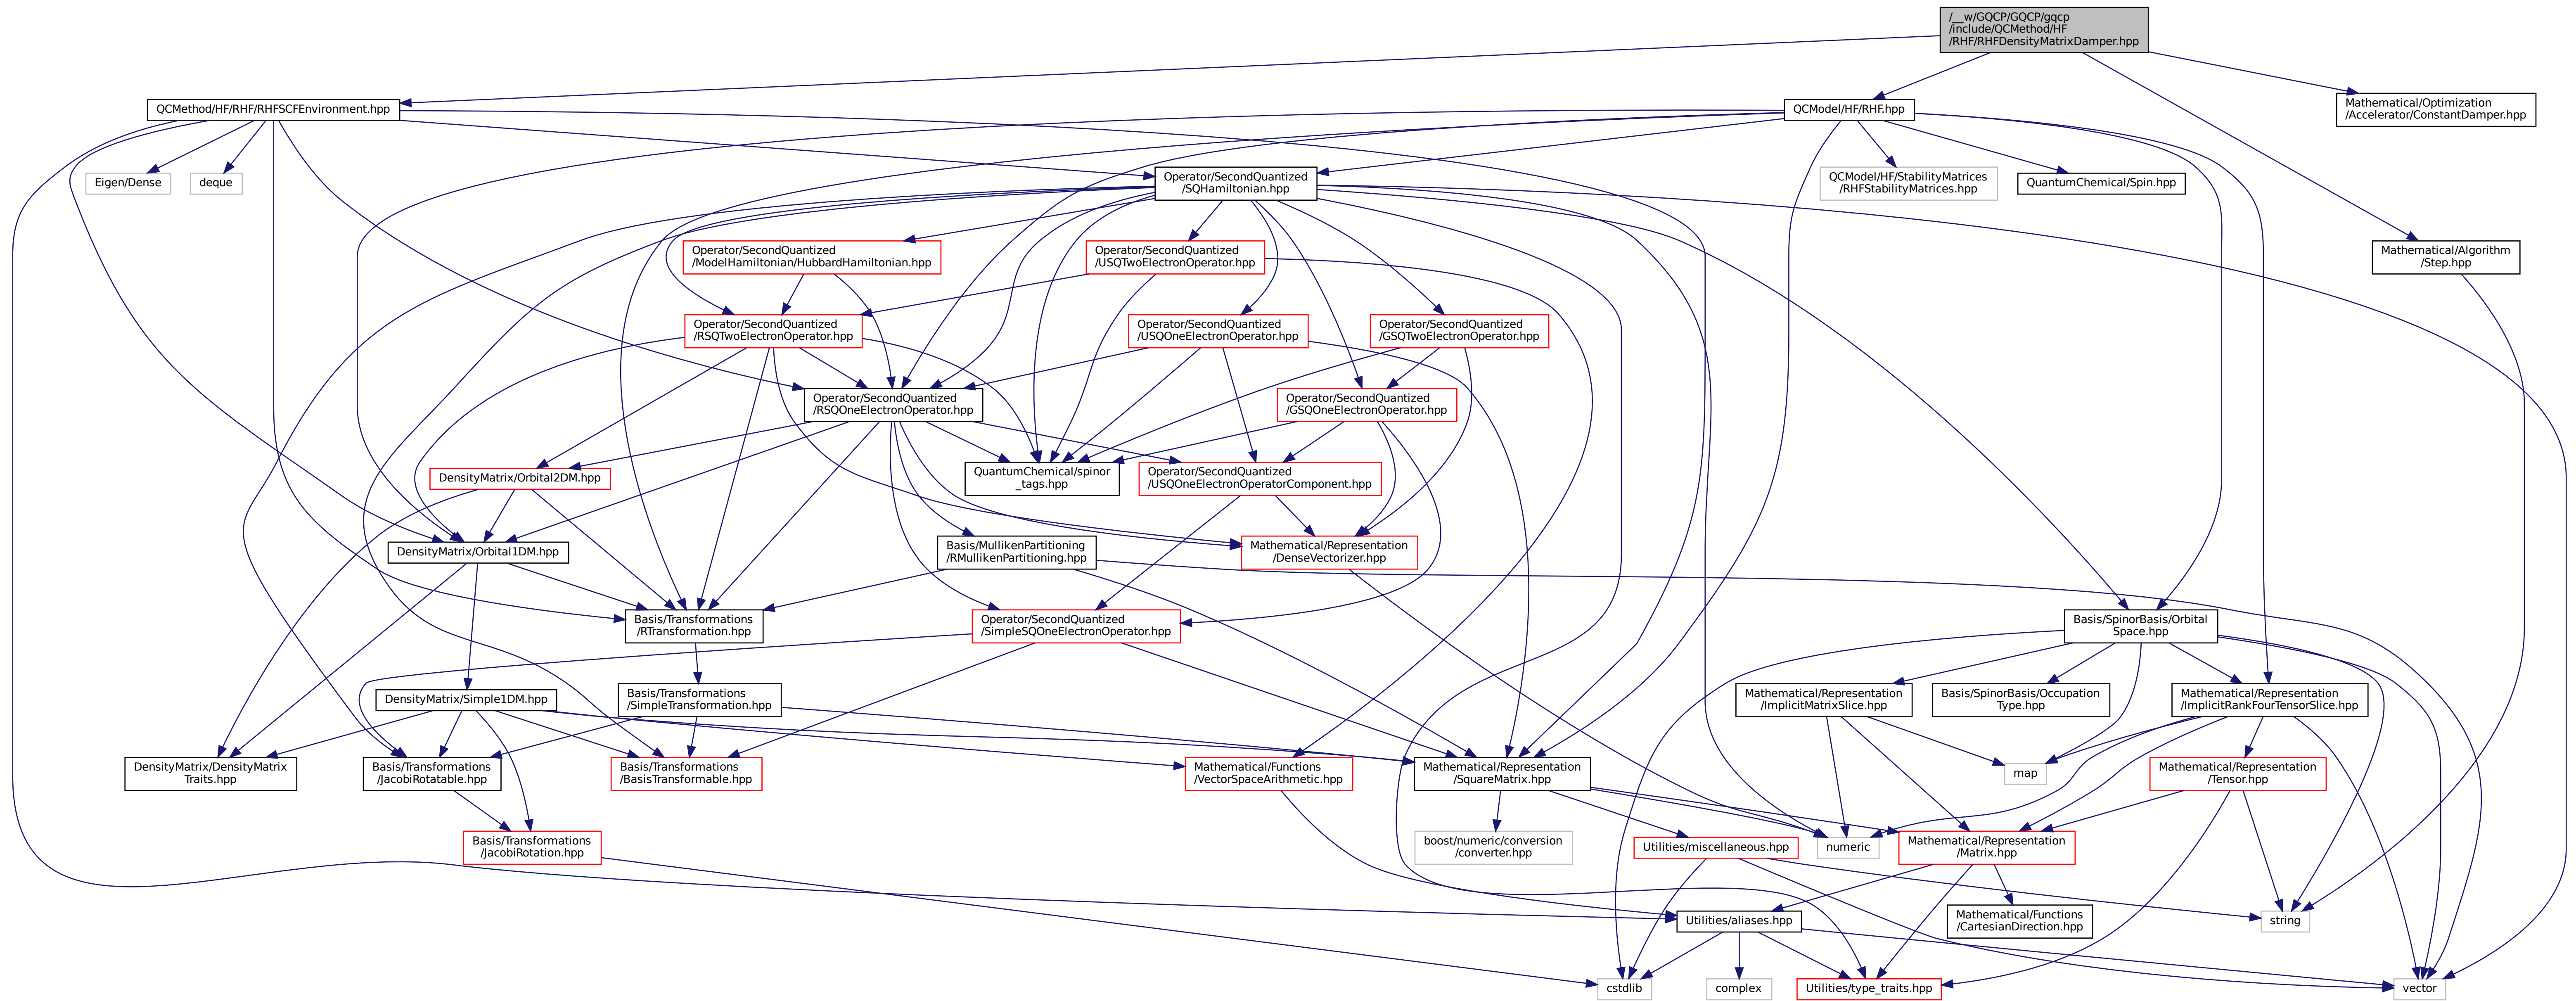 /__w/GQCP/GQCP/gqcp
/include/QCMethod/HF
/RHF/RHFDensityMatrixDamper.hpp
QCMethod/HF/RHF/RHFSCFEnvironment.hpp
QCModel/HF/RHF.hpp
Mathematical/Optimization
/Accelerator/ConstantDamper.hpp
Eigen/Dense
deque
Operator/SecondQuantized
/SQHamiltonian.hpp
QCModel/HF/StabilityMatrices
/RHFStabilityMatrices.hpp
QuantumChemical/Spin.hpp
Operator/SecondQuantized
/ModelHamiltonian/HubbardHamiltonian.hpp
Operator/SecondQuantized
/USQTwoElectronOperator.hpp
Mathematical/Algorithm
/Step.hpp
Operator/SecondQuantized
/RSQTwoElectronOperator.hpp
Operator/SecondQuantized
/USQOneElectronOperator.hpp
Operator/SecondQuantized
/GSQTwoElectronOperator.hpp
Operator/SecondQuantized
/RSQOneElectronOperator.hpp
Operator/SecondQuantized
/GSQOneElectronOperator.hpp
DensityMatrix/Orbital2DM.hpp
QuantumChemical/spinor
_tags.hpp
Operator/SecondQuantized
/USQOneElectronOperatorComponent.hpp
DensityMatrix/Orbital1DM.hpp
Basis/MullikenPartitioning
/RMullikenPartitioning.hpp
Mathematical/Representation
/DenseVectorizer.hpp
Basis/Transformations
/RTransformation.hpp
Operator/SecondQuantized
/SimpleSQOneElectronOperator.hpp
Basis/SpinorBasis/Orbital
Space.hpp
DensityMatrix/Simple1DM.hpp
Basis/Transformations
/SimpleTransformation.hpp
Mathematical/Representation
/ImplicitMatrixSlice.hpp
Basis/SpinorBasis/Occupation
Type.hpp
Mathematical/Representation
/ImplicitRankFourTensorSlice.hpp
DensityMatrix/DensityMatrix
Traits.hpp
Basis/Transformations
/JacobiRotatable.hpp
Basis/Transformations
/BasisTransformable.hpp
Mathematical/Functions
/VectorSpaceArithmetic.hpp
Mathematical/Representation
/SquareMatrix.hpp
map
Mathematical/Representation
/Tensor.hpp
Basis/Transformations
/JacobiRotation.hpp
boost/numeric/conversion
/converter.hpp
Utilities/miscellaneous.hpp
numeric
Mathematical/Representation
/Matrix.hpp
Utilities/aliases.hpp
Mathematical/Functions
/CartesianDirection.hpp
string
cstdlib
complex
Utilities/type_traits.hpp
vector